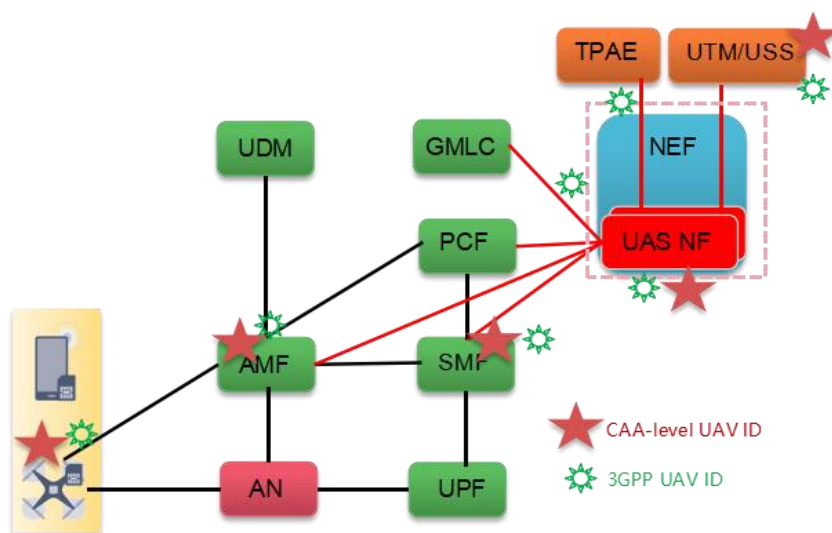 TPAE
UTM/USS
UDM
GMLC
NEF
PCF
UAS NF
AMF
SMF
CAA-level UAV ID
AN
UPF
3GPP UAV ID